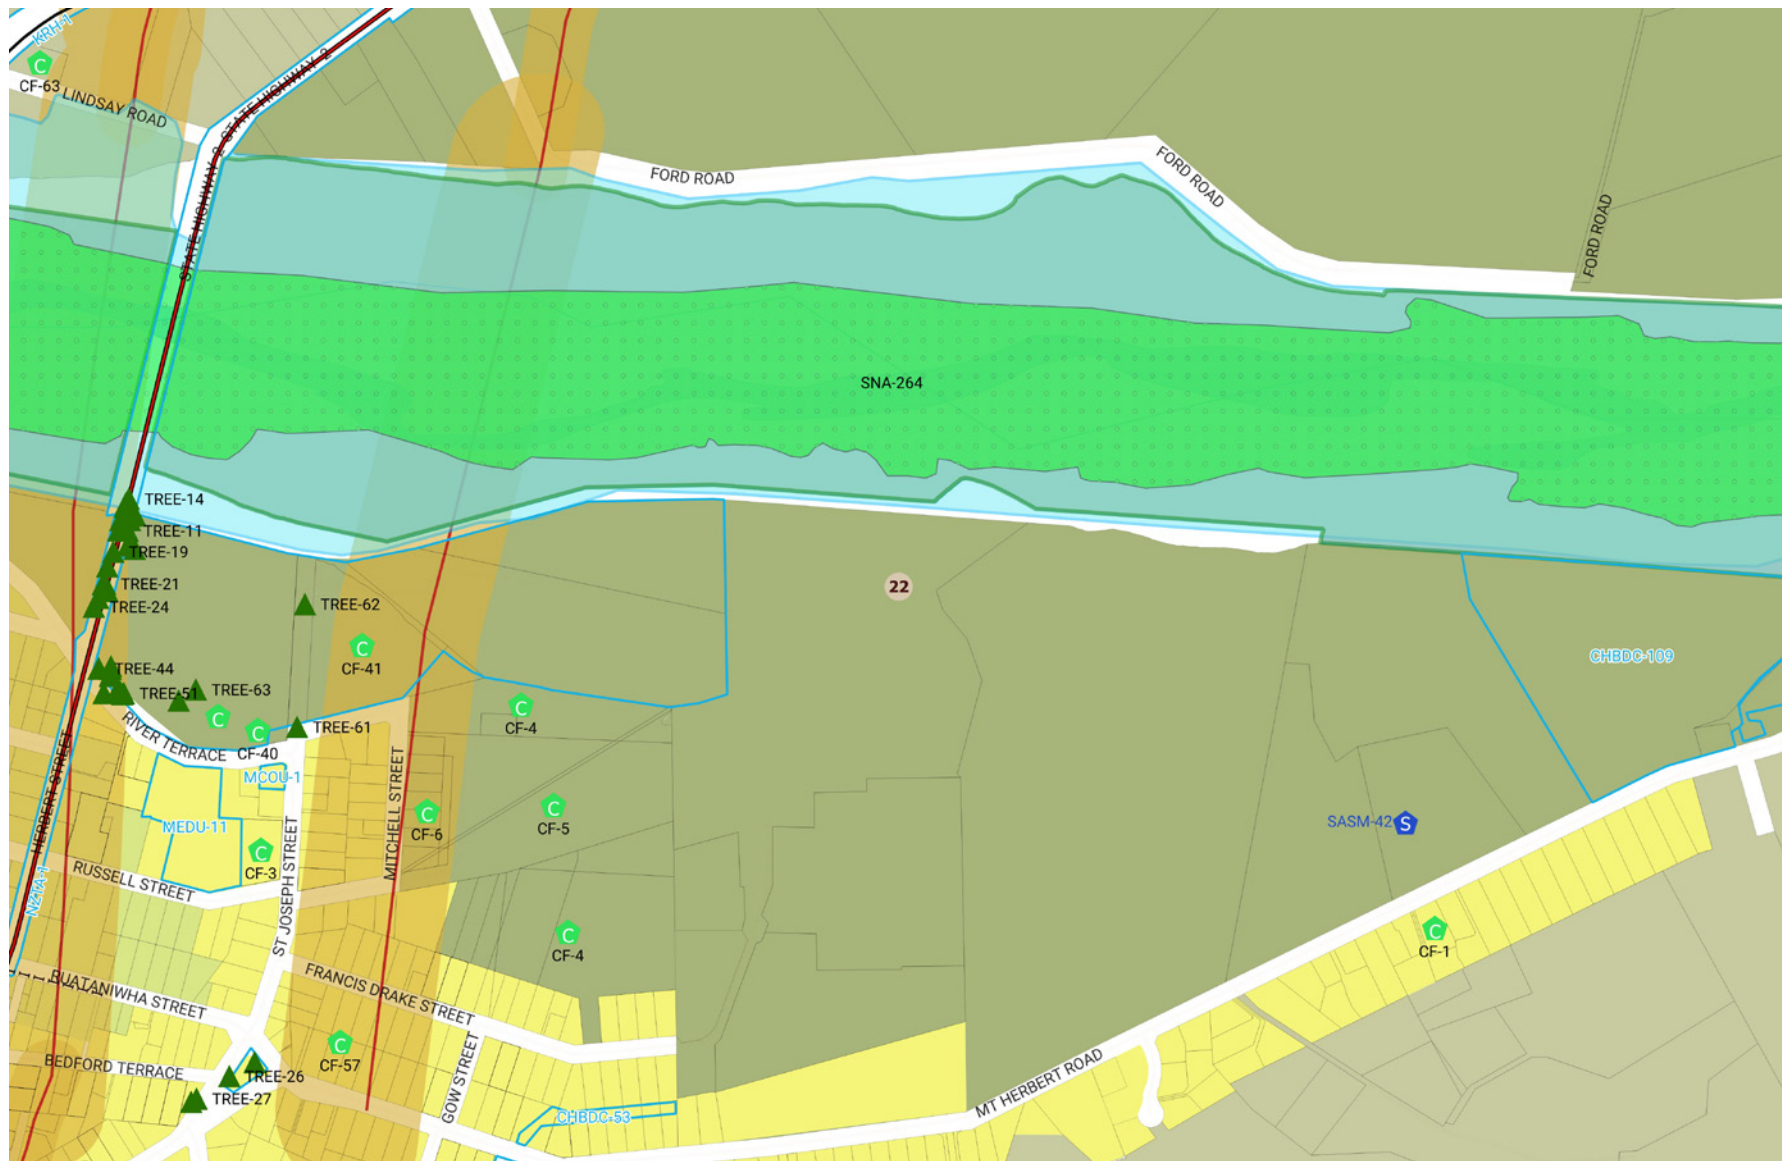 KRH-1
CF-63
LINDSAY ROAD
STATE HIGHWAY 2
STATE HIGHWAY 2
FORD ROAD
FORD ROAD
FORD ROAD
SNA-264
TREE-14
TREE-11
TREE-19
TREE-21
TREE-24
TREE-62
22
C
CF-41
CHBDC-109
TREE-44
TREE-51
TREE-63
TREE-61
C
CF-4
RIVER TERRACE
C
C
CF-40
MCOU-1
HERBERT STREET
MEDU-11
MITCHELL STREET
C
CF-6
C
CF-5
SASM-42
S
C
CF-3
RUSSELL STREET
NZTA-1
ST JOSEPH STREET
C
CF-4
C
CF-1
RUATANIWHA STREET
FRANCIS DRAKE STREET
C
CF-57
BEDFORD TERRACE
TREE-26
TREE-27
GOW STREET
CHBDC-53
MT HERBERT ROAD
C